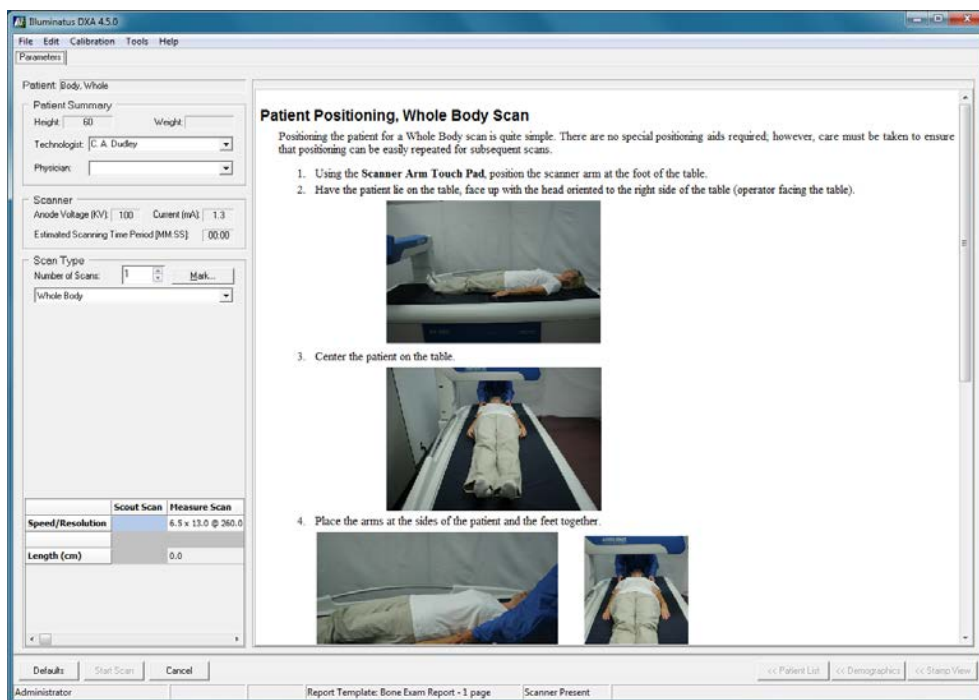 Illuminatus DXA 4.5.0
File Edit Calibration Tools Help
Parameters
Patient: Body, Whole
Patient Summary
Height: 60 Weight:
Technologist: C. A. Dudley
Physician:
Scanner
Anode Voltage (KV): 100 Current (mA): 1.3
Estimated Scanning Time Period [MM:SS]: 00:00
Scan Type
Number of Scans: 1 Mark...
Whole Body
Scout Scan Measure Scan
Speed/Resolution 6.5 x 13.0 @ 260.0
Length (cm) 0.0
Patient Positioning, Whole Body Scan
Positioning the patient for a Whole Body scan is quite simple. There are no special positioning aids required; however, care must be taken to ensure
that positioning can be easily repeated for subsequent scans.
1. Using the Scanner Arm Touch Pad, position the scanner arm at the foot of the table.
2. Have the patient lie on the table, face up with the head oriented to the right side of the table (operator facing the table).
3. Center the patient on the table.
4. Place the arms at the sides of the patient and the feet together.
Defaults Start Scan Cancel << Patient List << Demographics << Stamp View
Administrator Report Template: Bone Exam Report - 1 page Scanner Present